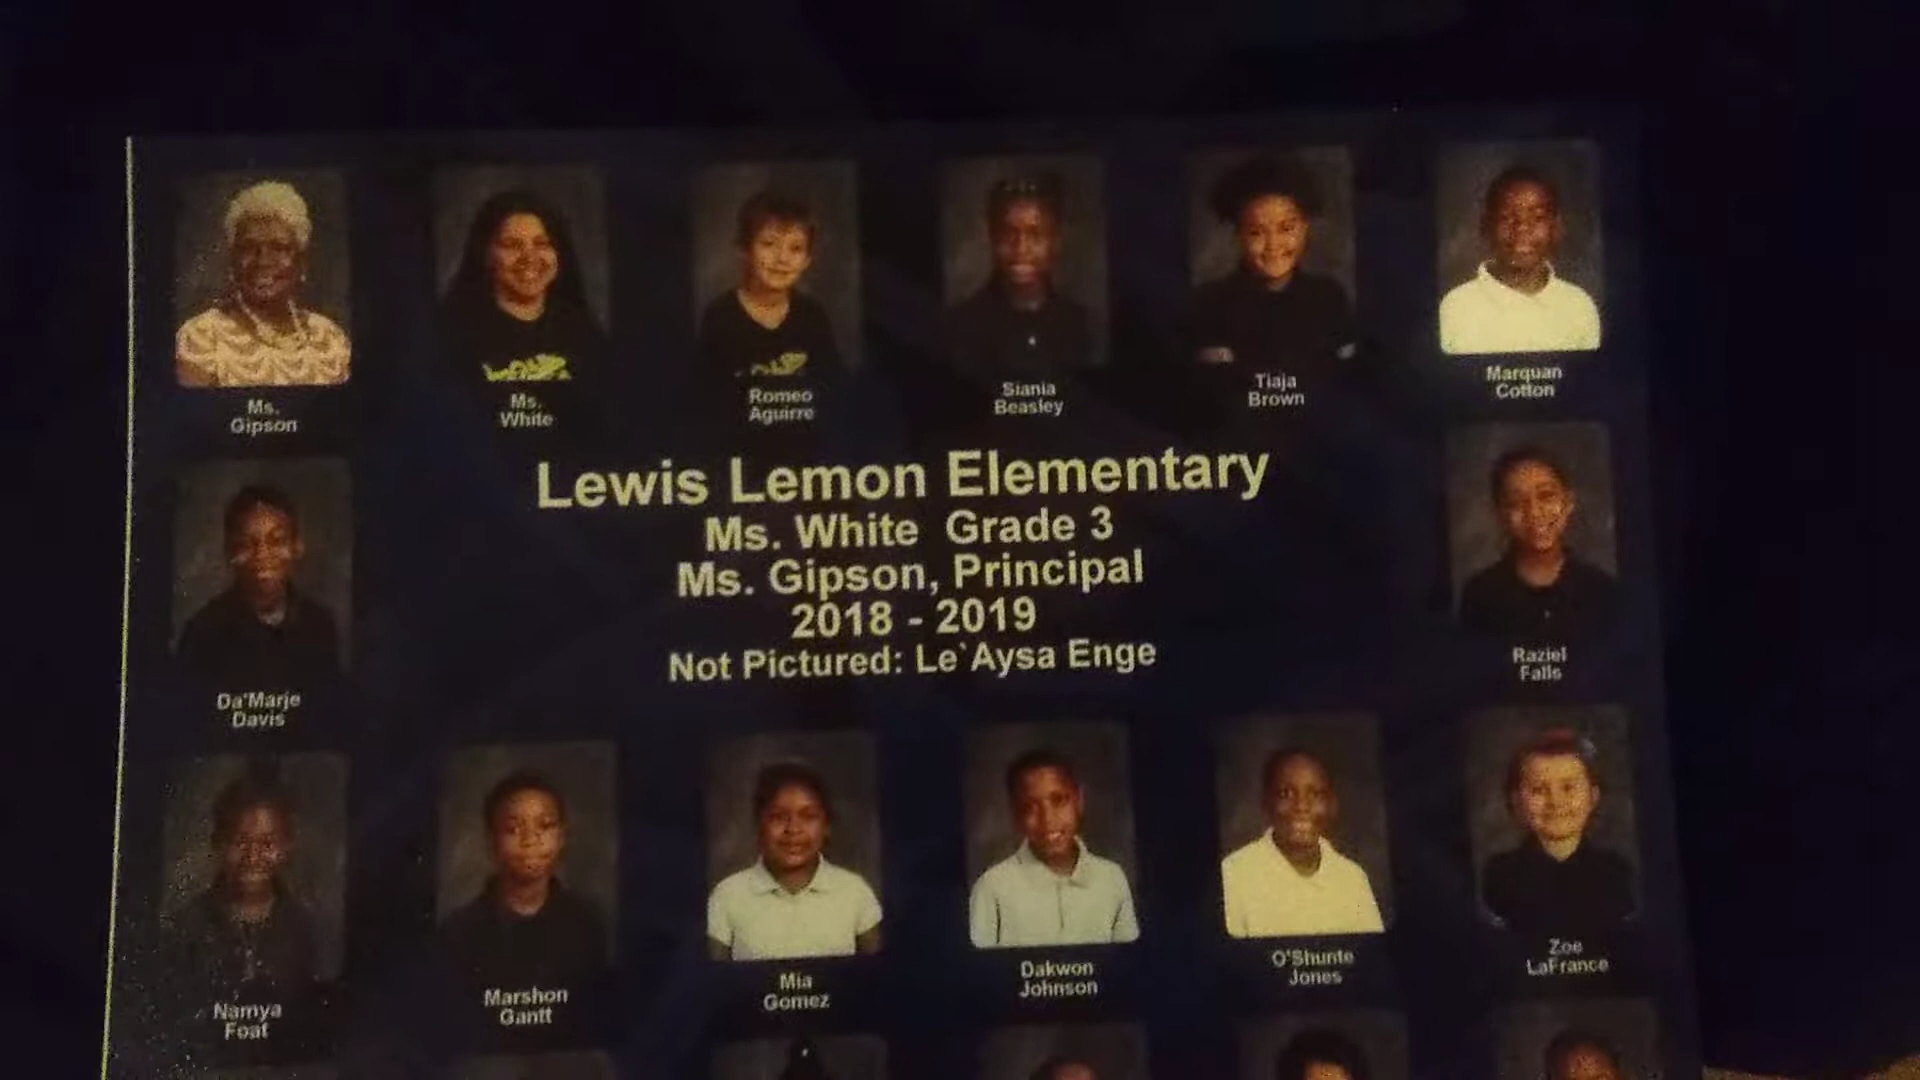 Ms.
Gipson
Ms.
White
Romeo
Aguirre
Siania
Beasley
Tiaja
Brown
Marquan
Cotton
Lewis Lemon Elementary
Ms. White Grade 3
Ms. Gipson, Principal
2018 - 2019
Not Pictured: Le`Aysa Enge
Da'Marje
Davis
Raziel
Falls
Namya
Foat
Marshon
Gantt
Mia
Gomez
Dakwon
Johnson
O'Shunte
Jones
Zoe
LaFrance